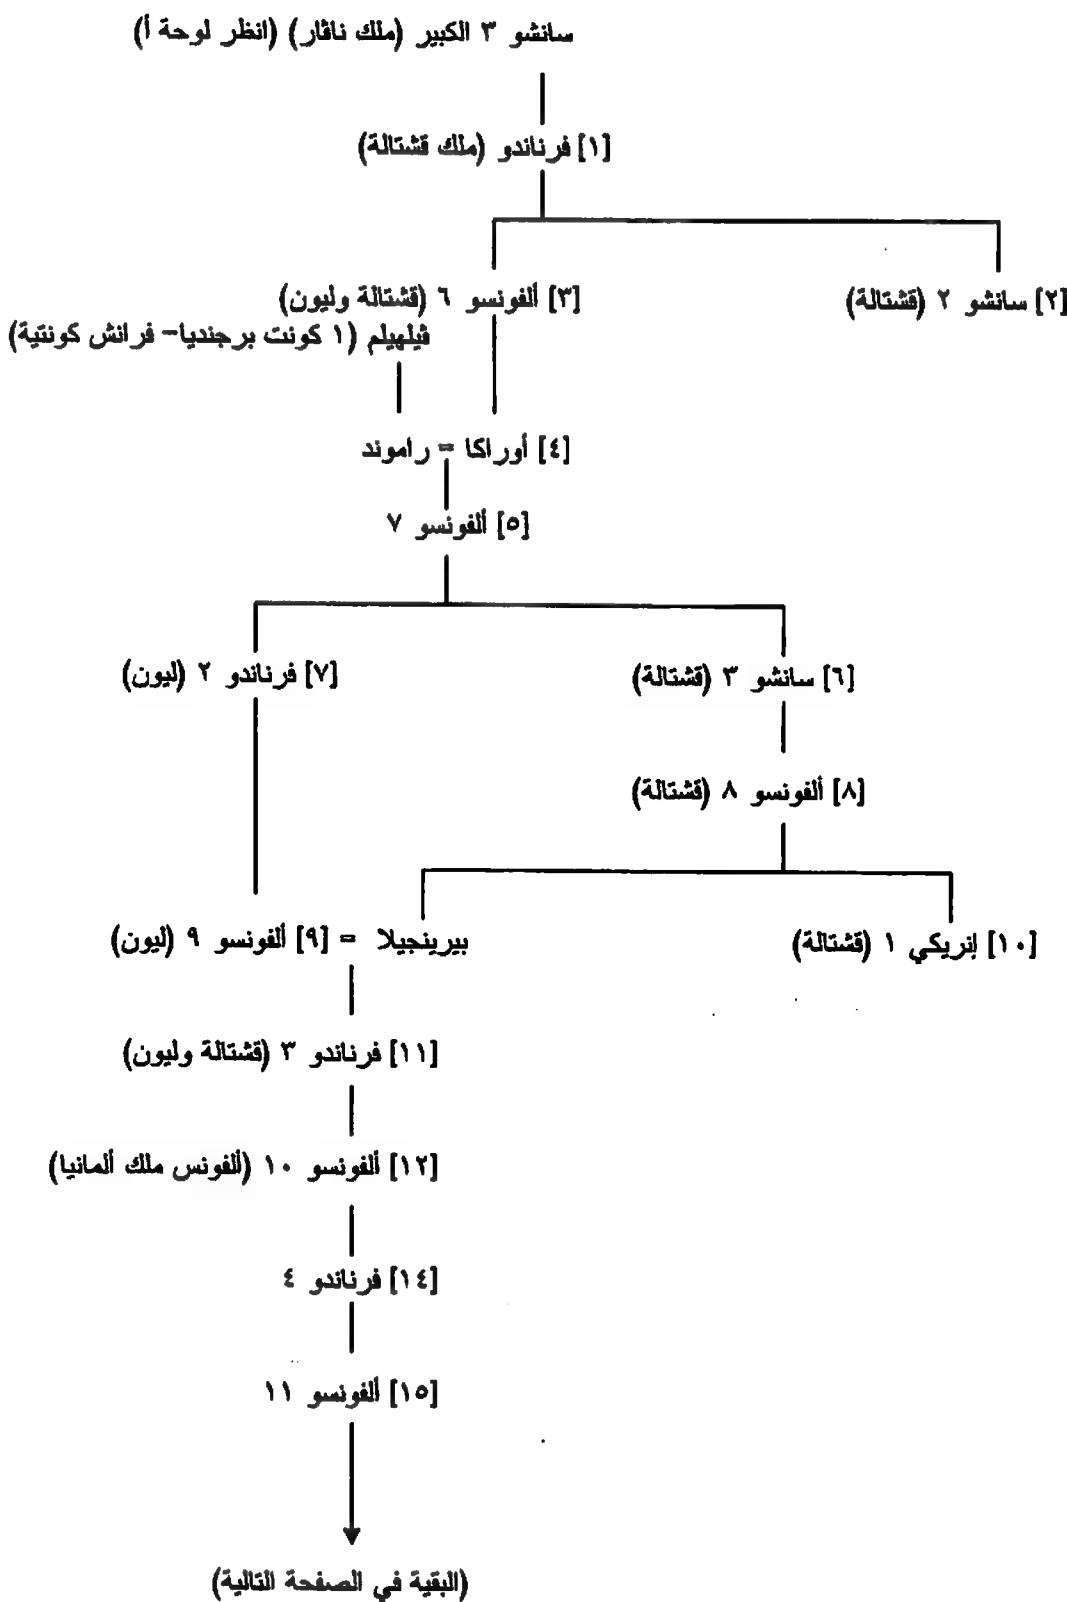 سانشو ٣ الكبير (ملك ناڤار) (انظر لوحة أ)
[١] فرناندو (ملك قشتالة)
[٢] سانشو ٢ (قشتالة)
[٣] ألفونسو ٦ (قشتالة وليون)
ڤيلهيلم (١ كونت برجنديا- فرانش كونتية)
[٤] أوراكا = راموند
[٥] ألفونسو ٧
[٦] سانشو ٣ (قشتالة)
[٧] فرناندو ٢ (ليون)
[٨] ألفونسو ٨ (قشتالة)
[١٠] إنريكي ١ (قشتالة)
بيرينجيلا = [٩] ألفونسو ٩ (ليون)
[١١] فرناندو ٣ (قشتالة وليون)
[١٢] ألفونسو ١٠ (ألفونس ملك ألمانيا)
[١٤] فرناندو ٤
[١٥] ألفونسو ١١
(البقية في الصفحة التالية)